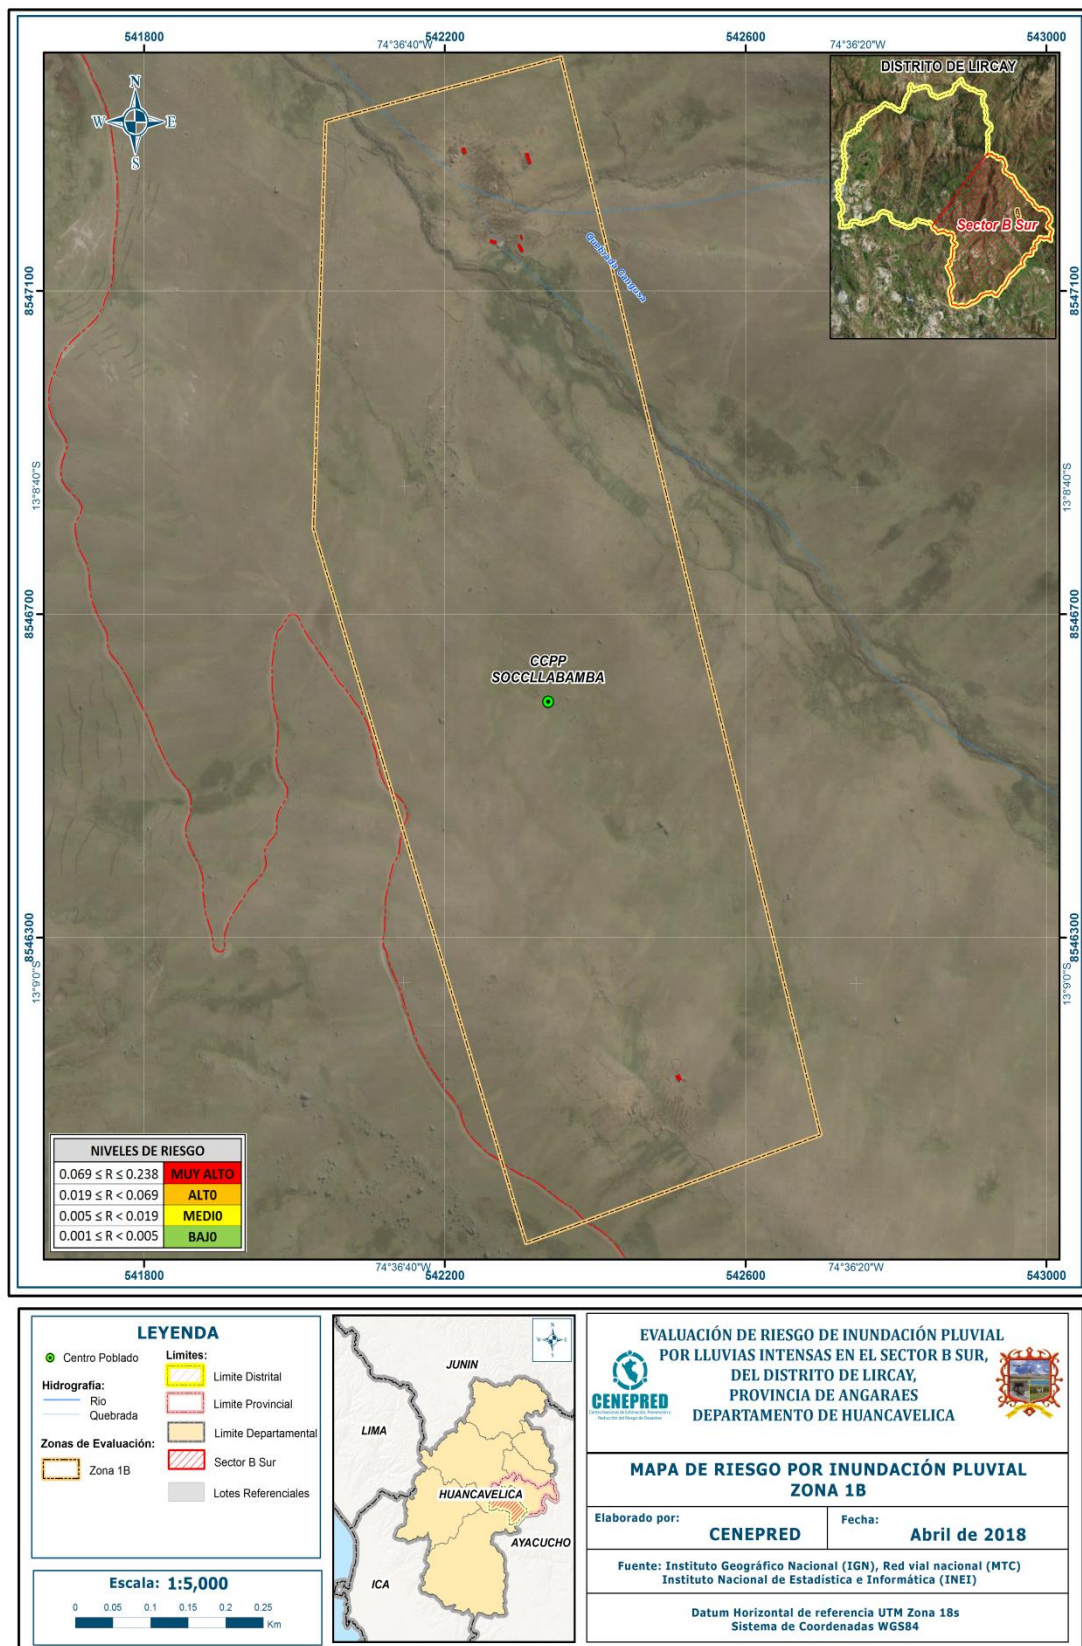 541800
542200
542600
543000
74°36'40"W
74°36'20"W
N
W
E
S
DISTRITO DE LIRCAY
Sector B Sur
Quebrada Cangusa
8547100
8547100
13°8'40"S
13°8'40"S
8546700
8546700
CCPP
SOCCLLABAMBA
8546300
8546300
13°9'0"S
13°9'0"S
NIVELES DE RIESGO
0.069 ≤ R ≤ 0.238 MUY ALTO
0.019 ≤ R < 0.069 ALTO
0.005 ≤ R < 0.019 MEDIO
0.001 ≤ R < 0.005 BAJO
541800
542200
542600
543000
74°36'40"W
74°36'20"W
LEYENDA
Centro Poblado
Hidrografía:
Rio
Quebrada
Zonas de Evaluación:
Zona 1B
Límites:
Limite Distrital
Limite Provincial
Limite Departamental
Sector B Sur
Lotes Referenciales
Escala: 1:5,000
0 0.05 0.1 0.15 0.2 0.25
Km
JUNIN
LIMA
HUANCAVELICA
AYACUCHO
ICA
EVALUACIÓN DE RIESGO DE INUNDACIÓN PLUVIAL
POR LLUVIAS INTENSAS EN EL SECTOR B SUR,
DEL DISTRITO DE LIRCAY,
PROVINCIA DE ANGARAES
DEPARTAMENTO DE HUANCAVELICA
CENEPRED
MAPA DE RIESGO POR INUNDACIÓN PLUVIAL
ZONA 1B
Elaborado por:
CENEPRED
Fecha:
Abril de 2018
Fuente: Instituto Geográfico Nacional (IGN), Red vial nacional (MTC)
Instituto Nacional de Estadística e Informática (INEI)
Datum Horizontal de referencia UTM Zona 18s
Sistema de Coordenadas WGS84